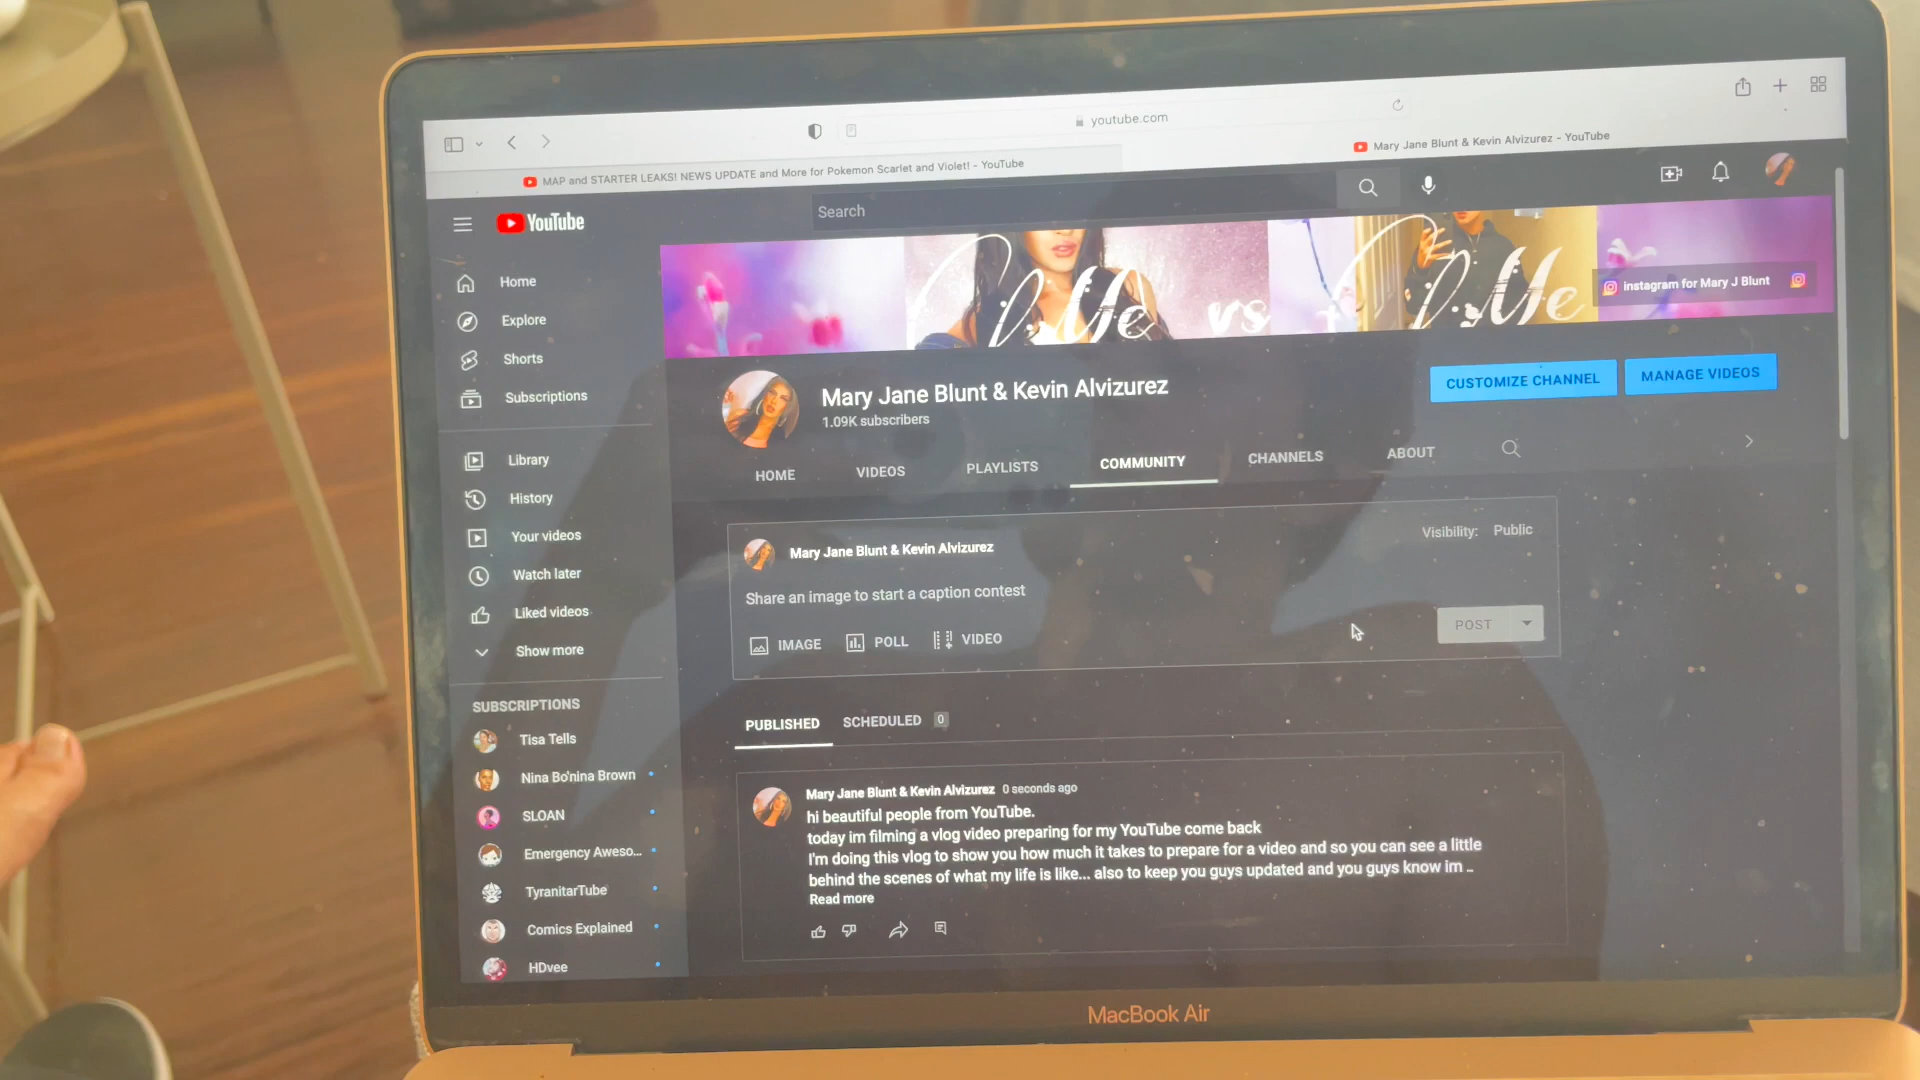 youtube.com
MAP and STARTER LEAKS! NEWS UPDATE and More for Pokemon Scarlet and Violet! - YouTube
Mary Jane Blunt & Kevin Alvizurez - YouTube
YouTube
Search
Home
Explore
Shorts
Subscriptions
Library
History
Your videos
Watch later
Liked videos
Show more
SUBSCRIPTIONS
Tisa Tells
Nina Bo'nina Brown
SLOAN
Emergency Aweso...
TyranitarTube
Comics Explained
HDvee
vs
instagram for Mary J Blunt
Mary Jane Blunt & Kevin Alvizurez
1.09K subscribers
CUSTOMIZE CHANNEL
MANAGE VIDEOS
HOME VIDEOS PLAYLISTS COMMUNITY CHANNELS ABOUT
Mary Jane Blunt & Kevin Alvizurez
Visibility: Public
Share an image to start a caption contest
IMAGE POLL VIDEO
POST
PUBLISHED SCHEDULED 0
Mary Jane Blunt & Kevin Alvizurez 0 seconds ago
hi beautiful people from YouTube.
today im filming a vlog video preparing for my YouTube come back
I'm doing this vlog to show you how much it takes to prepare for a video and so you can see a little
behind the scenes of what my life is like... also to keep you guys updated and you guys know im ...
Read more
MacBook Air